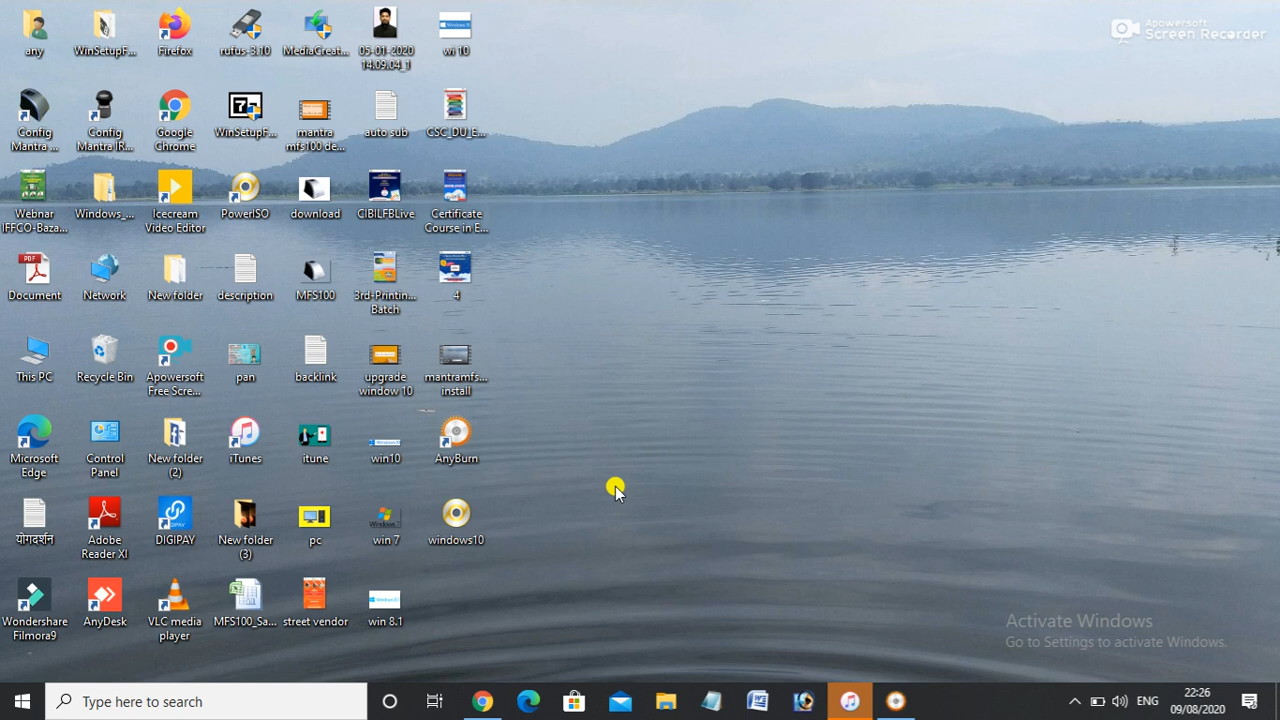 any
WinSetupF...
Firefox
rufus-3.10
MediaCreat...
05-01-2020
14.09.04_1
wi 10
Apowersoft
Screen Recorder
Config
Mantra ...
Config
Mantra IR...
Google
Chrome
WinSetupF...
mantra
mfs100 de...
auto sub
CSC_DU_E...
Webnar
IFFCO-Baza...
Windows_...
Icecream
Video Editor
PowerISO
download
CIBILFBLive
Certificate
Course in E...
PDF
Document
Network
New folder
description
MFS100
3rd-Printin...
Batch
4
This PC
Recycle Bin
Apowersoft
Free Scre...
pan
backlink
upgrade
window 10
mantramfs...
install
Microsoft
Edge
Control
Panel
New folder
(2)
iTunes
itune
win10
AnyBurn
योगदर्शन
Adobe
Reader XI
DIGIPAY
DIGIPAY
New folder
(3)
pc
Windows 7
win 7
windows10
Wondershare
Filmora9
AnyDesk
VLC media
player
MFS100_Sa...
street vendor
win 8.1
Activate Windows
Go to Settings to activate Windows.
Type here to search
ENG
22:26
09/08/2020